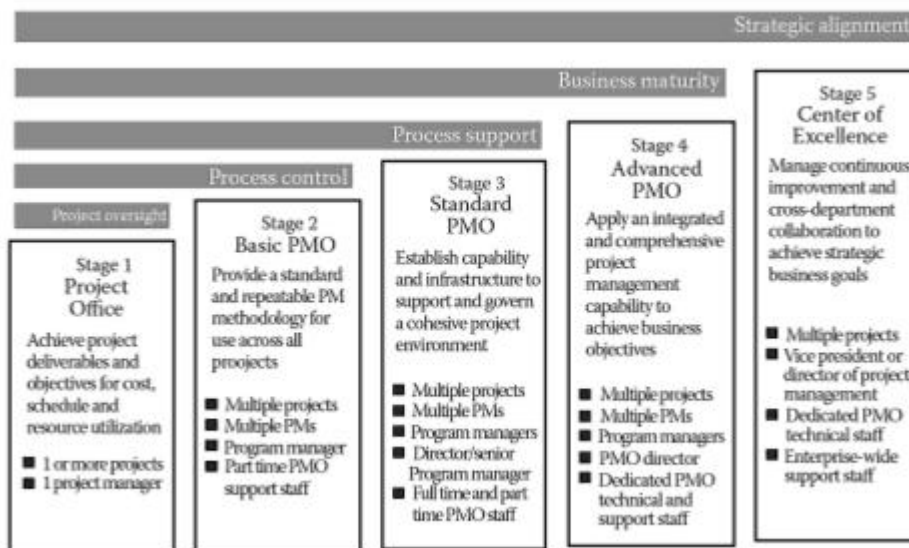 Strategic alignment
Business maturity
Process support
Process control
Project oversight
Stage 1
Project
Office
Achieve project
deliverables and
objectives for cost,
schedule and
resource utilization
1 or more projects
1 project manager
Stage 2
Basic PMO
Provide a standard
and repeatable PM
methodology for
use across all
proojects
Multiple projects
Multiple PMs
Program manager
Part time PMO
support staff
Stage 3
Standard
PMO
Establish capability
and infrastructure to
support and govern
a cohesive project
environment
Multiple projects
Multiple PMs
Program managers
Director/senior
Program manager
Full time and part
time PMO staff
Stage 4
Advanced
PMO
Apply an integrated
and comprehensive
project
management
capability to
achieve business
objectives
Multiple projects
Multiple PMs
Program managers
PMO director
Dedicated PMO
technical and
support staff
Stage 5
Center of
Excellence
Manage continuous
improvement and
cross-department
collaboration to
achieve strategic
business goals
Multiple projects
Vice president or
director of project
management
Dedicated PMO
technical staff
Enterprise-wide
support staff